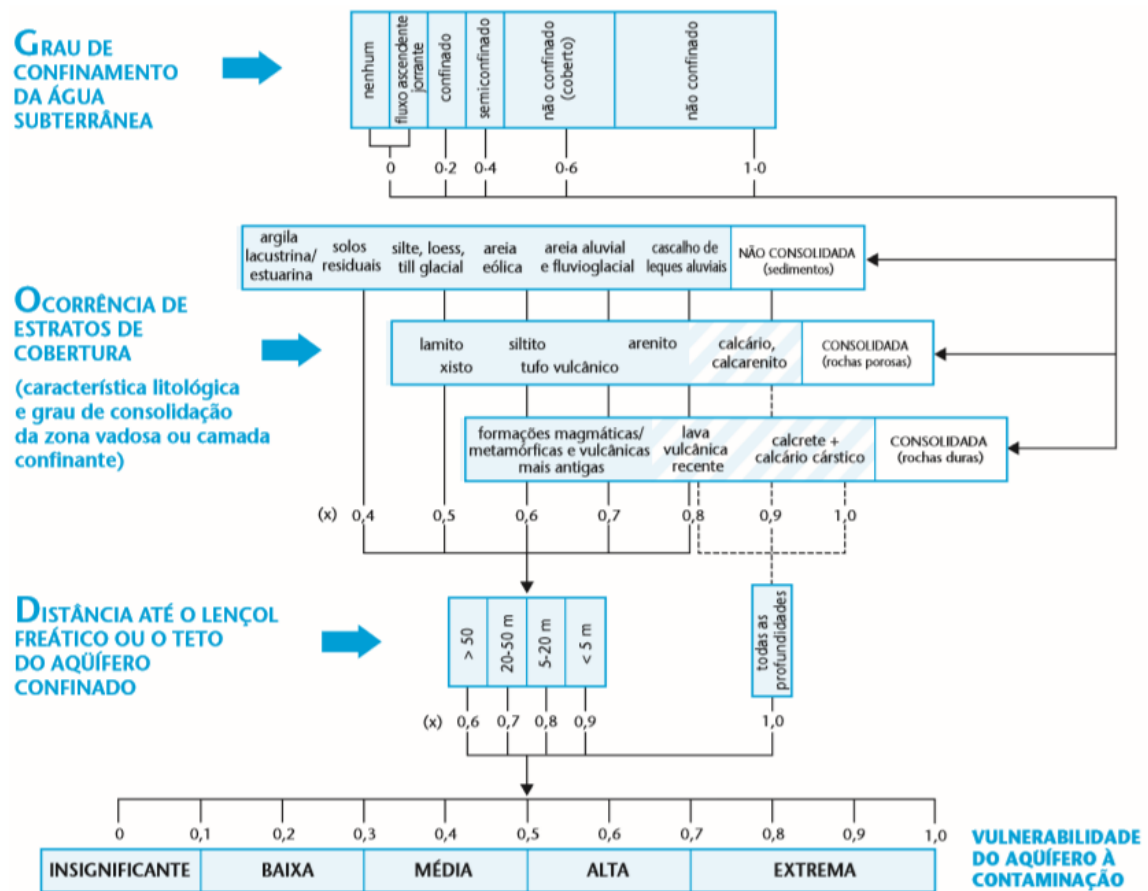 GRAU DE
CONFINAMENTO
DA ÁGUA
SUBTERRÂNEA
nenhum
fluxo ascendente
jorrante
confinado
semiconfinado
não confinado
(coberto)
não confinado
0 0·2 0·4 0·6 1·0
OCORRÊNCIA DE
ESTRATOS DE
COBERTURA
(característica litológica
e grau de consolidação
da zona vadosa ou camada
confinante)
argila
lacustrina/
estuarina
solos
residuais
silte, loess,
till glacial
areia
eólica
areia aluvial
e fluvioglacial
cascalho de
leques aluviais
NÃO CONSOLIDADA
(sedimentos)
lamito
xisto
siltito
tufo vulcânico
arenito
calcário,
calcarenito
CONSOLIDADA
(rochas porosas)
formações magmáticas/
metamórficas e vulcânicas
mais antigas
lava
vulcânica
recente
calcrete +
calcário cárstico
CONSOLIDADA
(rochas duras)
(x) 0,4 0,5 0,6 0,7 0,8 0,9 1,0
DISTÂNCIA ATÉ O LENÇOL
FREÁTICO OU O TETO
DO AQÜÍFERO
CONFINADO
> 50
20-50 m
5-20 m
< 5 m
todas as
profundidades
(x) 0,6 0,7 0,8 0,9 1,0
0 0,1 0,2 0,3 0,4 0,5 0,6 0,7 0,8 0,9 1,0
INSIGNIFICANTE BAIXA MÉDIA ALTA EXTREMA
VULNERABILIDADE
DO AQÜÍFERO À
CONTAMINAÇÃO